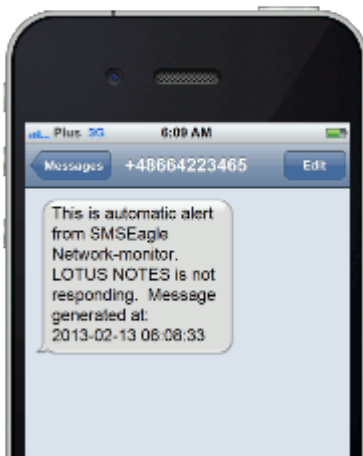 Plus 3G 6:09 AM
Messages +48664223465 Edit
This is automatic alert
from SMSEagle
Network-monitor.
LOTUS NOTES is not
responding. Message
generated at:
2013-02-13 06:08:33